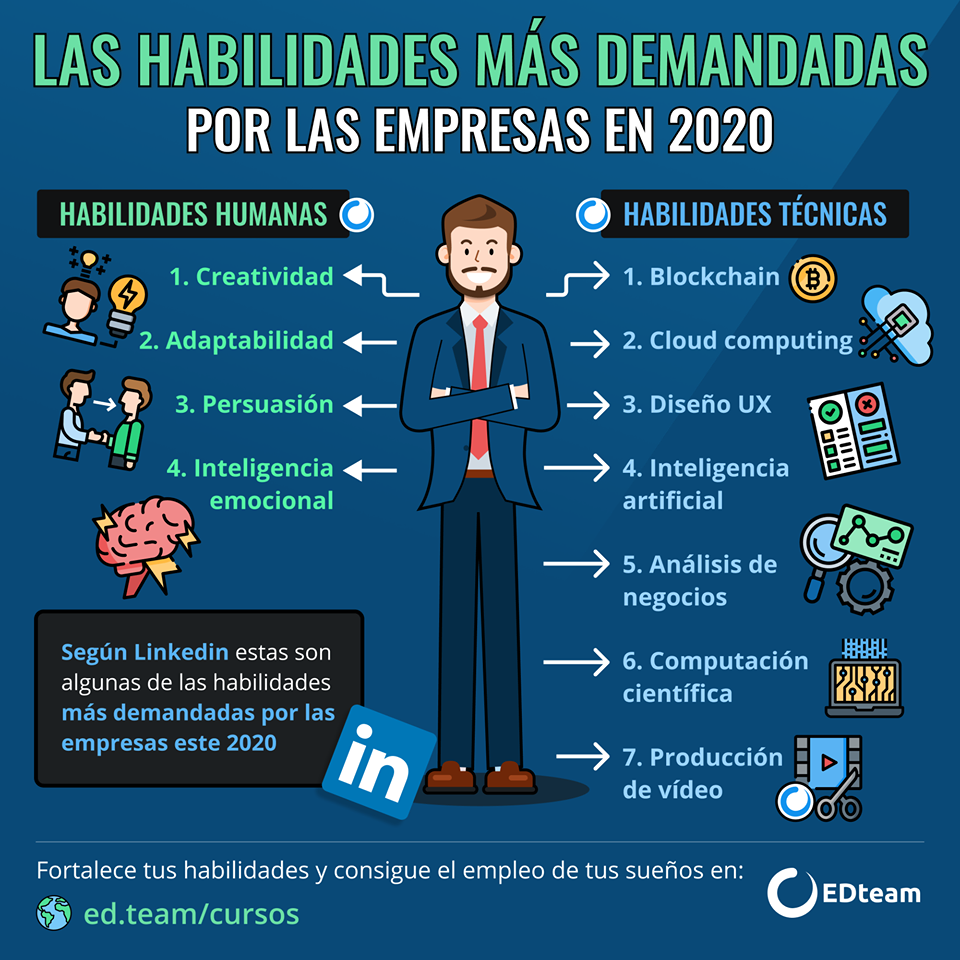 LAS HABILIDADES MÁS DEMANDADAS
POR LAS EMPRESAS EN 2020
HABILIDADES HUMANAS
1. Creatividad
2. Adaptabilidad
3. Persuasión
4. Inteligencia
emocional
HABILIDADES TÉCNICAS
1. Blockchain
2. Cloud computing
3. Diseño UX
4. Inteligencia
artificial
5. Análisis de
negocios
6. Computación
científica
7. Producción
de vídeo
Según Linkedin estas son
algunas de las habilidades
más demandadas por las
empresas este 2020
in
Fortalece tus habilidades y consigue el empleo de tus sueños en:
ed.team/cursos
EDteam